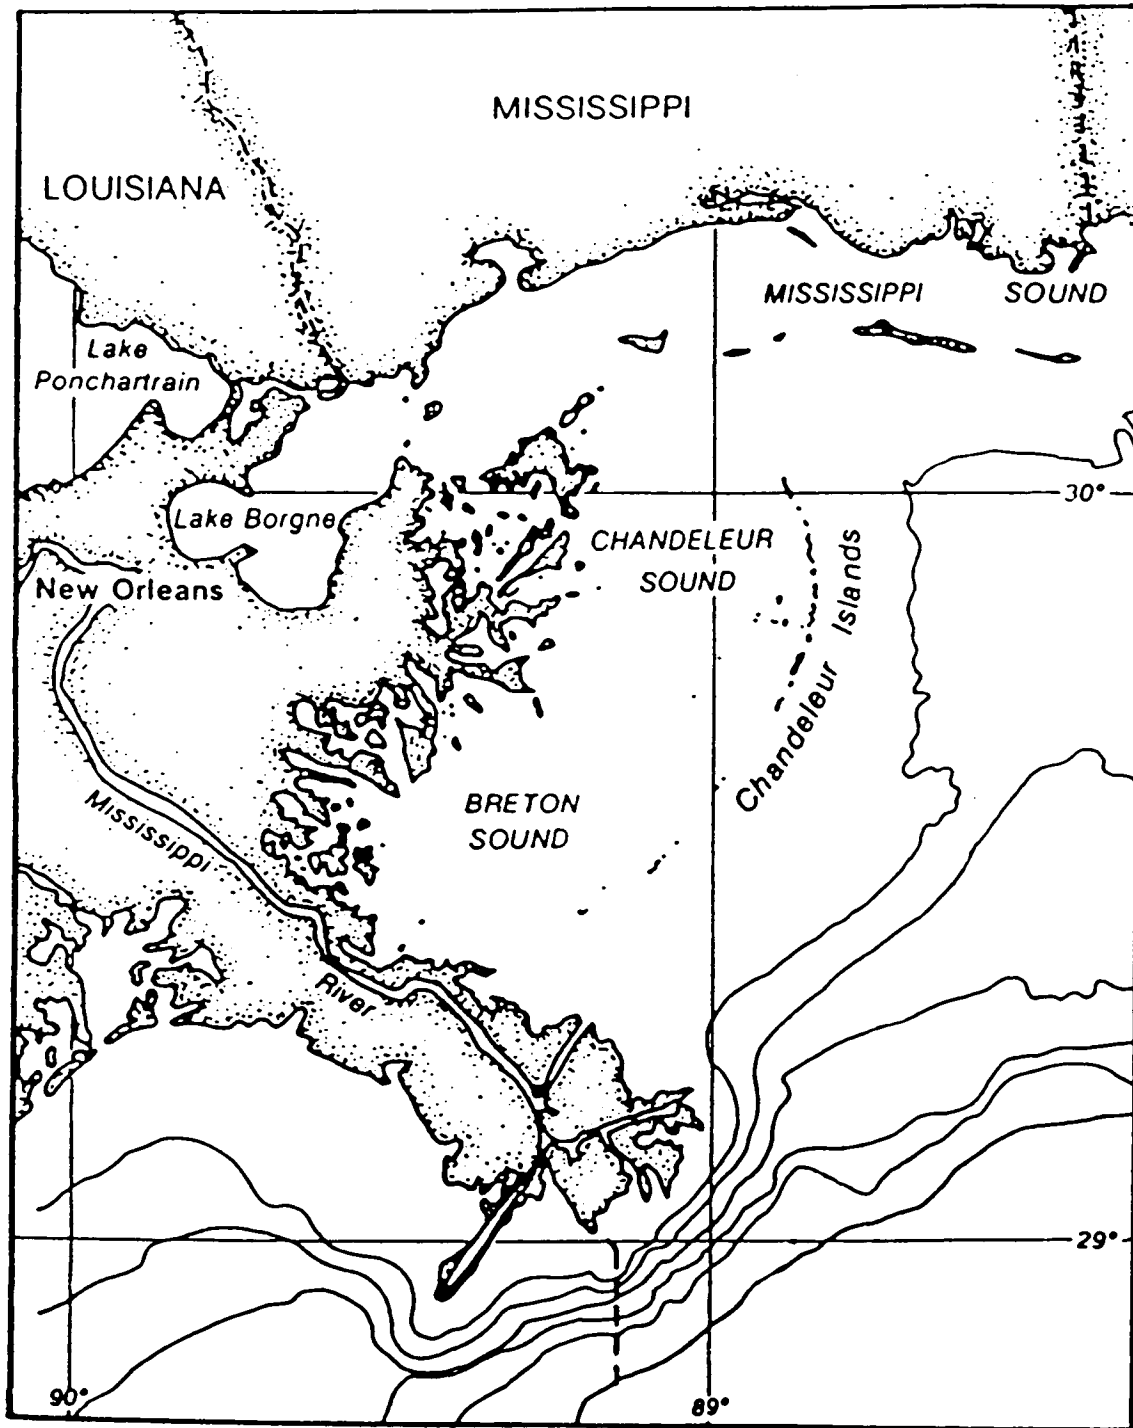 MISSISSIPPI
LOUISIANA
MISSISSIPPI SOUND
Lake
Ponchartrain
30°
Lake Borgne
CHANDELEUR
SOUND
New Orleans
Chandeleur Islands
Mississippi
River
BRETON
SOUND
29°
90°
89°